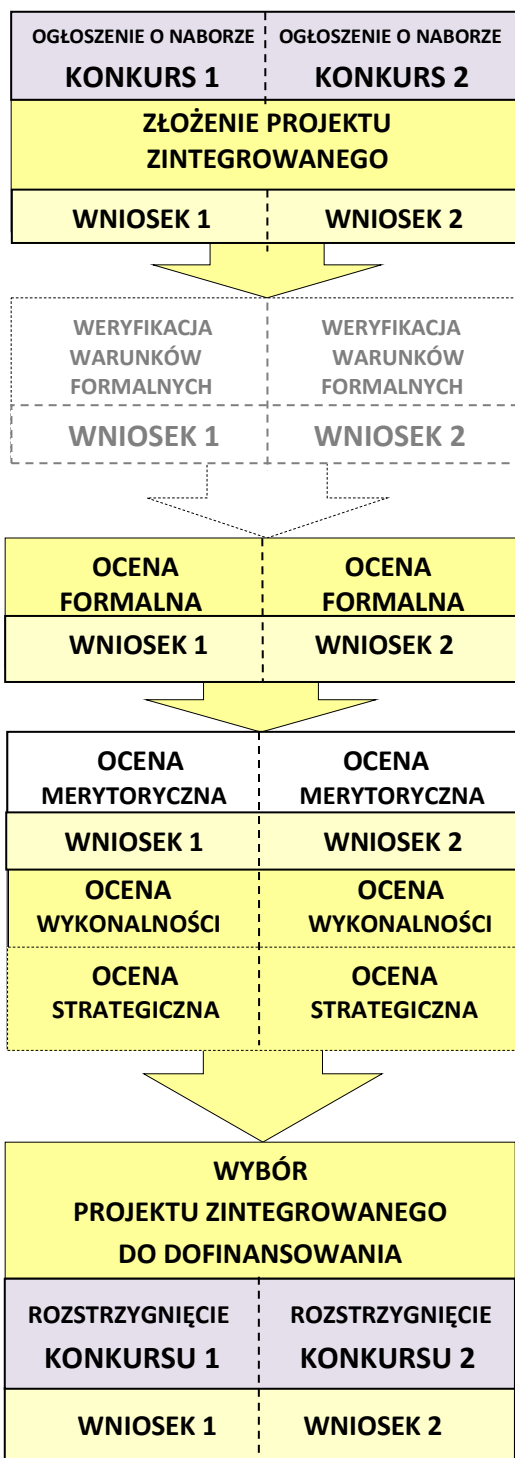 OGŁOSZENIE O NABORZE OGŁOSZENIE O NABORZE
KONKURS 1 KONKURS 2
ZŁOŻENIE PROJEKTU
ZINTEGROWANEGO
WNIOSEK 1 WNIOSEK 2
WERYFIKACJA WERYFIKACJA
WARUNKÓW WARUNKÓW
FORMALNYCH FORMALNYCH
WNIOSEK 1 WNIOSEK 2
OCENA OCENA
FORMALNA FORMALNA
WNIOSEK 1 WNIOSEK 2
OCENA OCENA
MERYTORYCZNA MERYTORYCZNA
WNIOSEK 1 WNIOSEK 2
OCENA OCENA
WYKONALNOŚCI WYKONALNOŚCI
OCENA OCENA
STRATEGICZNA STRATEGICZNA
WYBÓR
PROJEKTU ZINTEGROWANEGO
DO DOFINANSOWANIA
ROZSTRZYGNIĘCIE ROZSTRZYGNIĘCIE
KONKURSU 1 KONKURSU 2
WNIOSEK 1 WNIOSEK 2